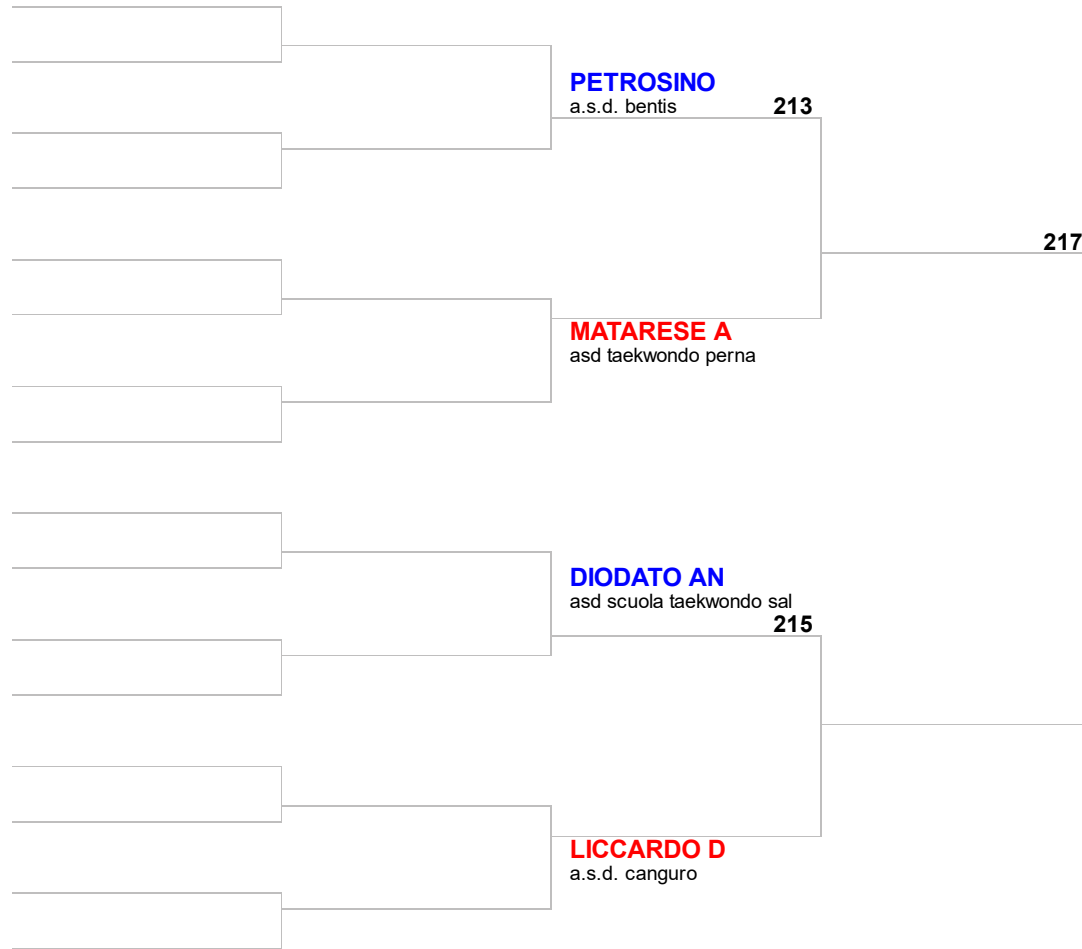 PETROSINO
a.s.d. bentis
213
217
MATARESE A
asd taekwondo perna
DIODATO AN
asd scuola taekwondo sal
215
LICCARDO D
a.s.d. canguro